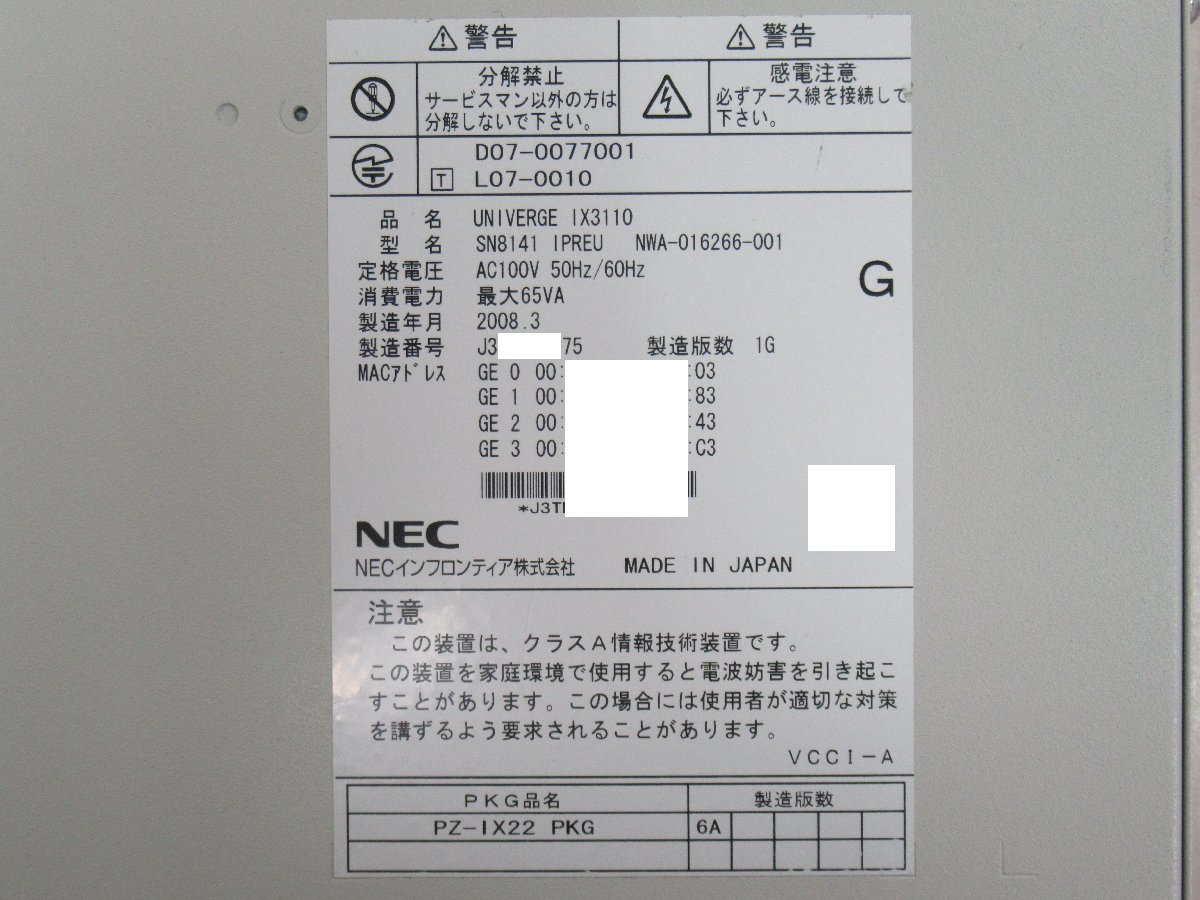 警告
警告
分解禁止
サービスマン以外の方は
分解しないで下さい。
感電注意
必ずアース線を接続して
下さい。
D07-0077001
T L07-0010
品 名 UNIVERGE IX3110
型 名 SN8141 IPREU NWA-016266-001
定格電圧 AC100V 50Hz/60Hz
消費電力 最大65VA
G
製造年月 2008.3
製造番号 J3 75 製造版数 1G
MACｱﾄﾞﾚｽ GE 0 00: :03
GE 1 00: :83
GE 2 00: :43
GE 3 00: :C3
*J3T
NEC
NECインフロンティア株式会社 MADE IN JAPAN
注意
この装置は、クラスA情報技術装置です。
この装置を家庭環境で使用すると電波妨害を引き起こ
すことがあります。この場合には使用者が適切な対策
を講ずるよう要求されることがあります。
VCCI-A
PKG品名 製造版数
PZ-IX22 PKG 6A